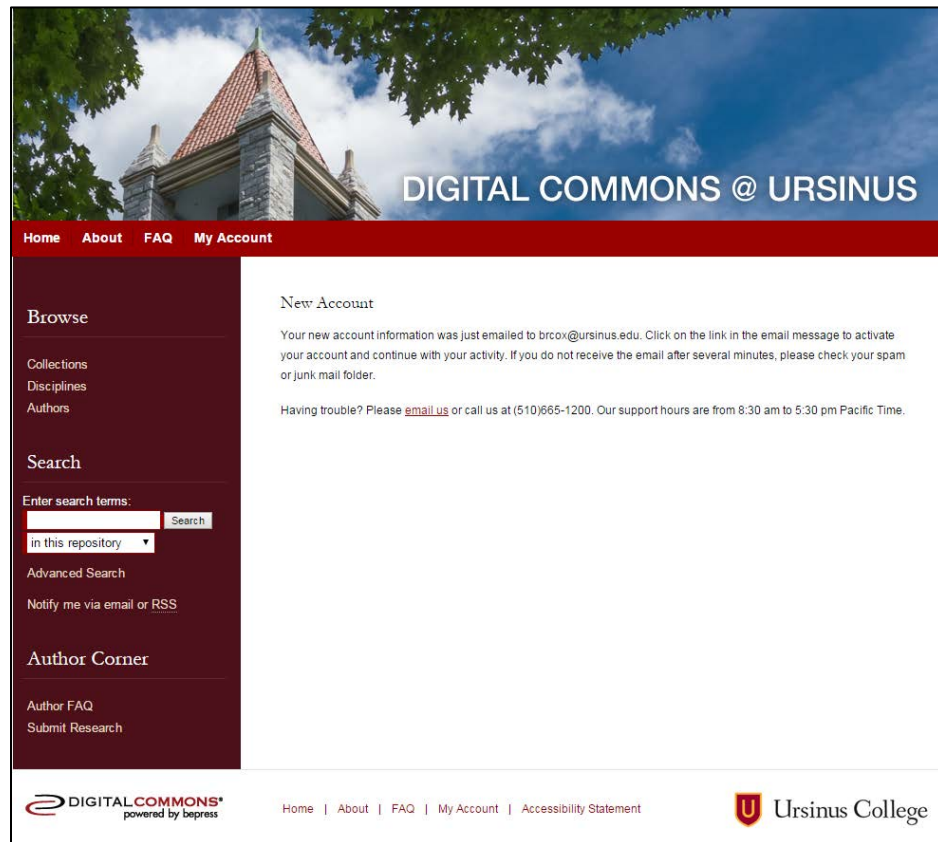 DIGITAL COMMONS @ URSINUS
Home About FAQ My Account
Browse
Collections
Disciplines
Authors
Search
Enter search terms:
Search
in this repository
Advanced Search
Notify me via email or RSS
Author Corner
Author FAQ
Submit Research
New Account
Your new account information was just emailed to brcox@ursinus.edu. Click on the link in the email message to activate
your account and continue with your activity. If you do not receive the email after several minutes, please check your spam
or junk mail folder.
Having trouble? Please email us or call us at (510)665-1200. Our support hours are from 8:30 am to 5:30 pm Pacific Time.
DIGITALCOMMONS®
powered by bepress
Home | About | FAQ | My Account | Accessibility Statement
U Ursinus College